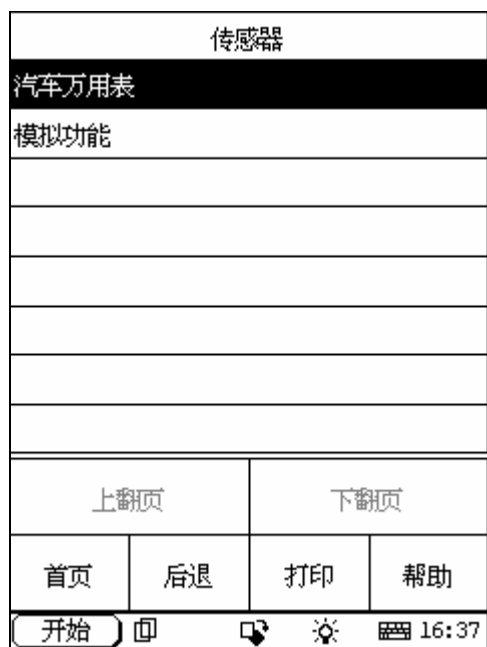 传感器
汽车万用表
模拟功能
上翻页 下翻页
首页 后退 打印 帮助
开始 16:37